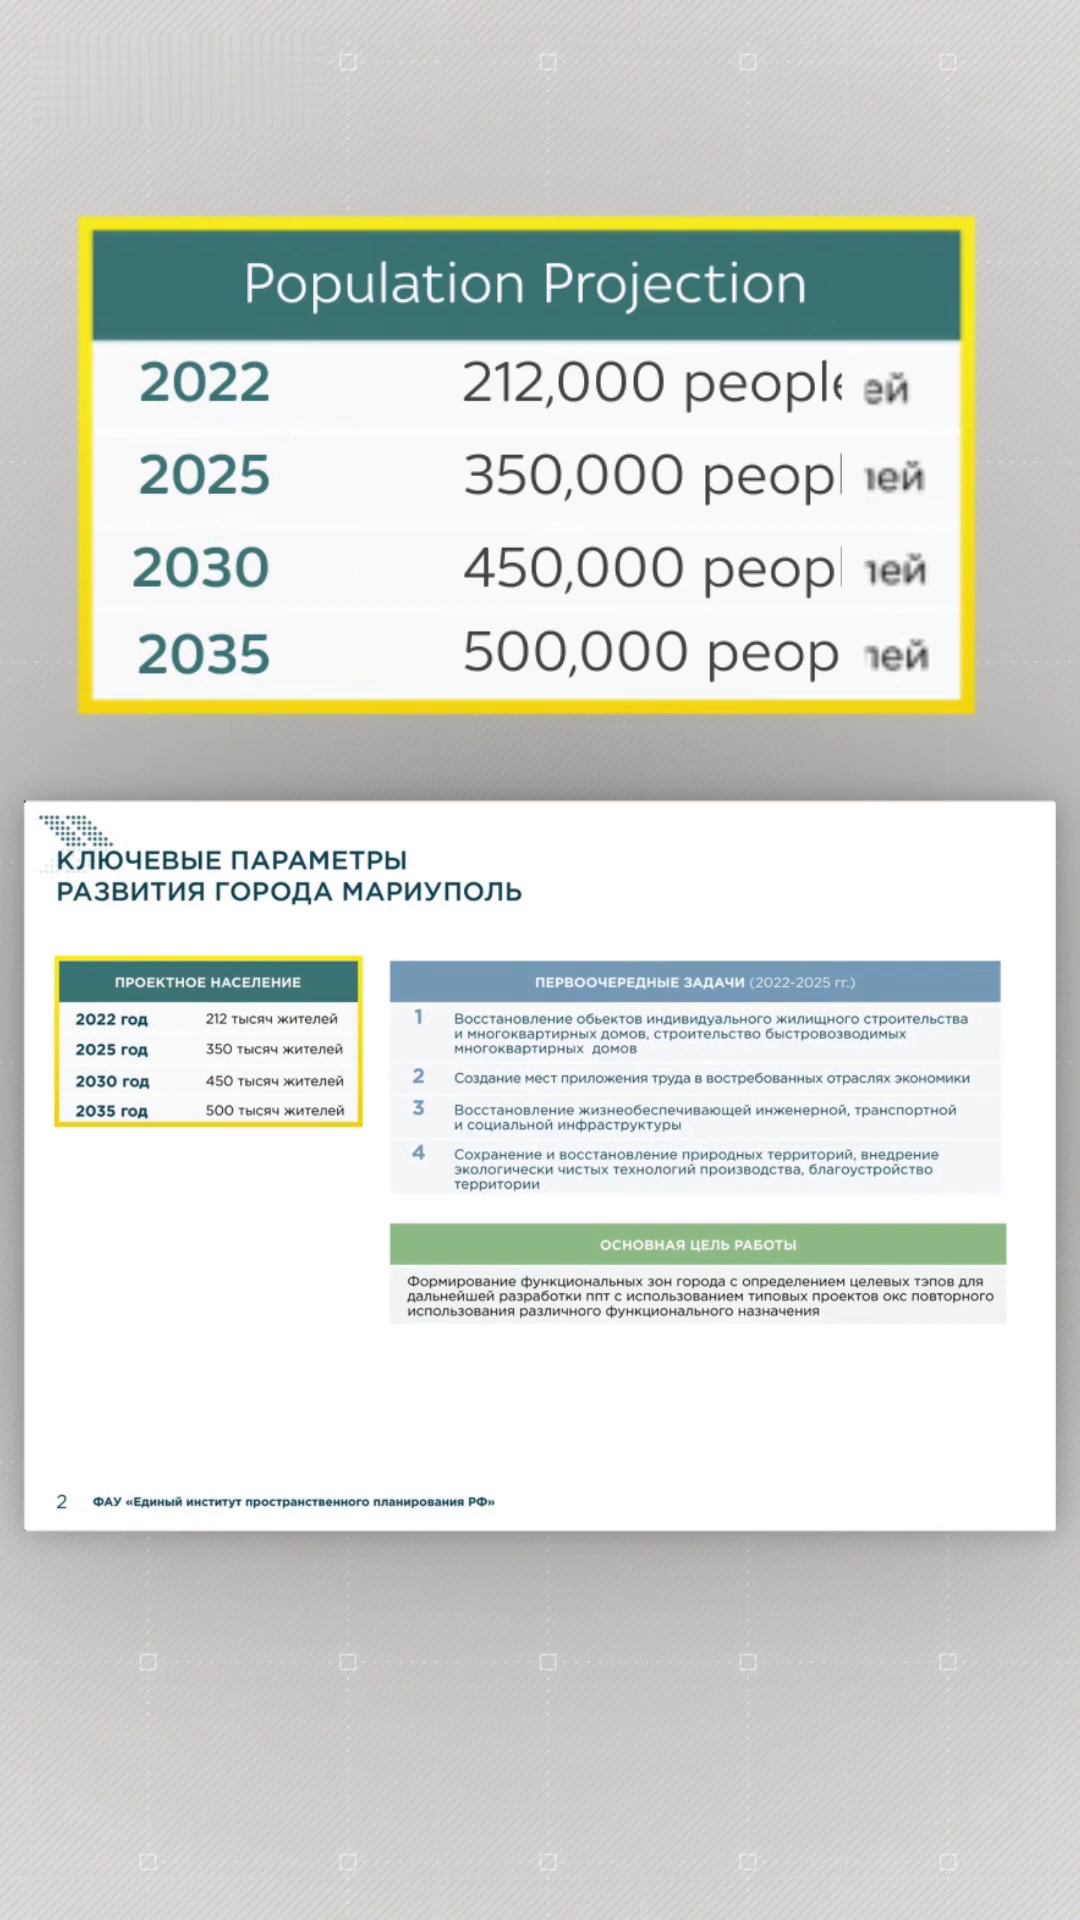 Population Projection
2022 212,000 people ей
2025 350,000 peopl лей
2030 450,000 peopl лей
2035 500,000 peop лей
КЛЮЧЕВЫЕ ПАРАМЕТРЫ
РАЗВИТИЯ ГОРОДА МАРИУПОЛЬ
ПРОЕКТНОЕ НАСЕЛЕНИЕ
2022 год 212 тысяч жителей
2025 год 350 тысяч жителей
2030 год 450 тысяч жителей
2035 год 500 тысяч жителей
ПЕРВООЧЕРЕДНЫЕ ЗАДАЧИ (2022-2025 гг.)
1 Восстановление обьектов индивидуального жилищного строительства
и многоквартирных домов, строительство быстровозводимых
многоквартирных домов
2 Создание мест приложения труда в востребованных отраслях экономики
3 Восстановление жизнеобеспечивающей инженерной, транспортной
и социальной инфраструктуры
4 Сохранение и восстановление природных территорий, внедрение
экологически чистых технологий производства, благоустройство
территории
ОСНОВНАЯ ЦЕЛЬ РАБОТЫ
Формирование функциональных зон города с определением целевых тэпов для
дальнейшей разработки ппт с использованием типовых проектов окс повторного
использования различного функционального назначения
2 ФАУ «Единый институт пространственного планирования РФ»